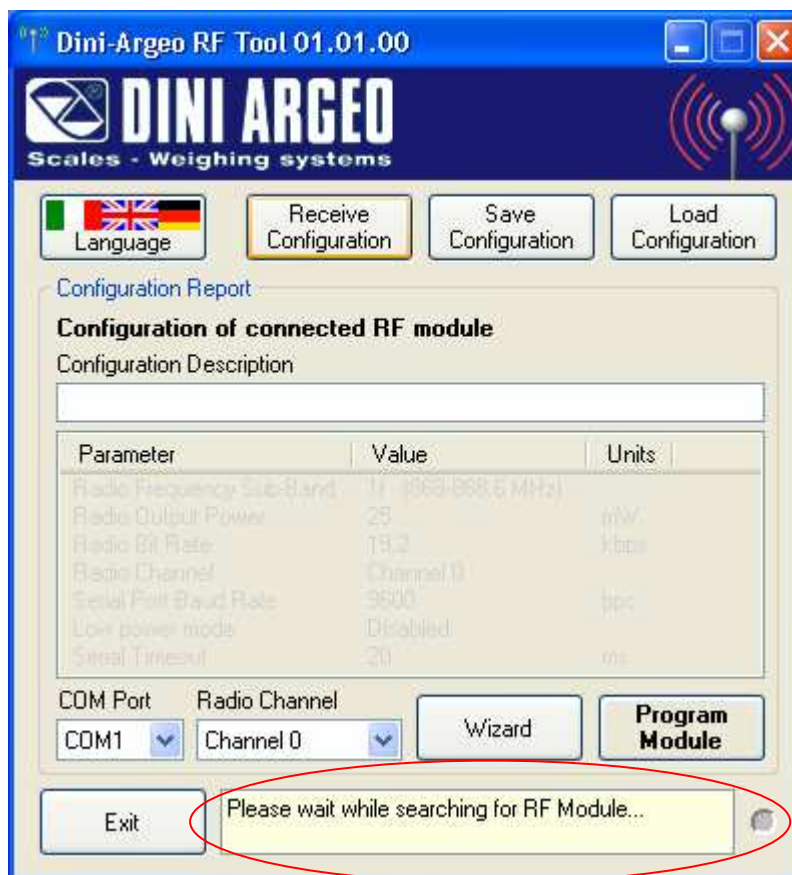 Dini-Argeo RF Tool 01.01.00
DINI ARGEO
Scales - Weighing systems
Language
Receive
Configuration
Save
Configuration
Load
Configuration
Configuration Report
Configuration of connected RF module
Configuration Description
Parameter Value Units
Radio Frequency Sub-Band 1f (868-868.6 MHz)
Radio Output Power 25 mW
Radio Bit Rate 19.2 kbps
Radio Channel Channel 0
Serial Port Baud Rate 9600
Low power mode Disabled
Serial Timeout 20 ms
COM Port Radio Channel
COM1 Channel 0
Wizard
Program
Module
Exit
Please wait while searching for RF Module...